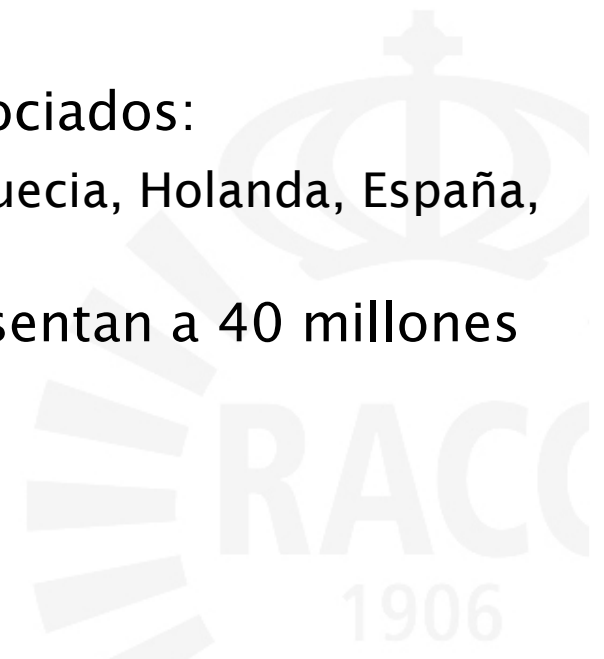 ociados:
uecia, Holanda, España,
sentan a 40 millones
RACC
1906